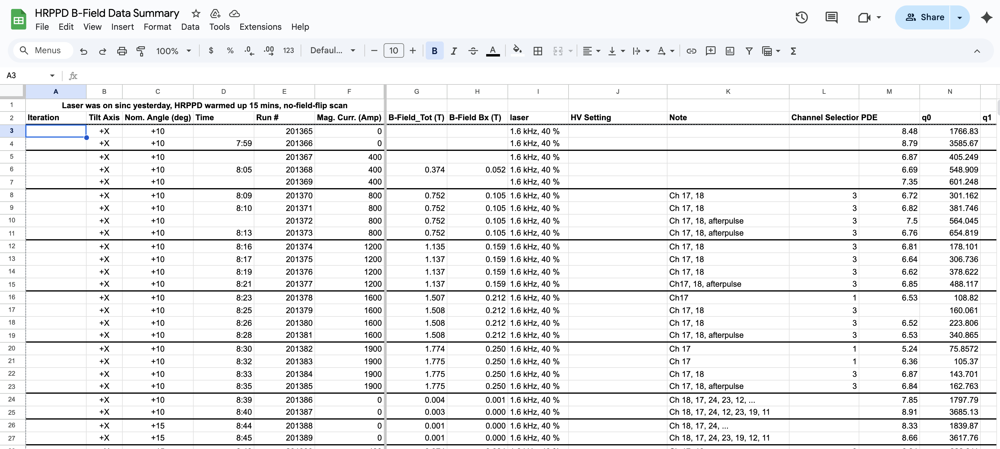 HRPPD B-Field Data Summary
File Edit View Insert Format Data Tools Extensions Help
Share
Menus 100% $ % .0 .00 123 Defaul... 10 B I S A
A3 fx
A B C D E F G H I J K L M N
1 Laser was on sinc yesterday, HRPPD warmed up 15 mins, no-field-flip scan
2 Iteration Tilt Axis Nom. Angle (deg) Time Run # Mag. Curr. (Amp) B-Field_Tot (T) B-Field Bx (T) laser HV Setting Note Channel Selection PDE q0 q1
3 +X +10 201365 0 1.6 kHz, 40 % 8.48 1766.83
4 +X +10 7:59 201366 0 1.6 kHz, 40 % 8.79 3585.67
5 +X +10 201367 400 1.6 kHz, 40 % 6.87 405.249
6 +X +10 8:05 201368 400 0.374 0.052 1.6 kHz, 40 % 6.69 548.909
7 +X +10 201369 400 1.6 kHz, 40 % 7.35 601.248
8 +X +10 8:09 201370 800 0.752 0.105 1.6 kHz, 40 % Ch 17, 18 3 6.72 301.162
9 +X +10 8:10 201371 800 0.752 0.105 1.6 kHz, 40 % Ch 17, 18 3 6.82 381.746
10 +X +10 201372 800 0.752 0.105 1.6 kHz, 40 % Ch 17, 18, afterpulse 3 7.5 564.045
11 +X +10 8:13 201373 800 0.752 0.105 1.6 kHz, 40 % Ch 17, 18, afterpulse 3 6.76 654.819
12 +X +10 8:16 201374 1200 1.135 0.159 1.6 kHz, 40 % Ch 17, 18 3 6.81 178.101
13 +X +10 8:17 201375 1200 1.137 0.159 1.6 kHz, 40 % Ch 17, 18 3 6.64 306.736
14 +X +10 8:19 201376 1200 1.137 0.159 1.6 kHz, 40 % Ch 17, 18 3 6.62 378.622
15 +X +10 8:21 201377 1200 1.137 0.159 1.6 kHz, 40 % Ch17, 18, afterpulse 3 6.85 488.117
16 +X +10 8:23 201378 1600 1.507 0.212 1.6 kHz, 40 % Ch17 1 6.53 108.82
17 +X +10 8:25 201379 1600 1.508 0.212 1.6 kHz, 40 % Ch 17, 18 3 160.061
18 +X +10 8:26 201380 1600 1.508 0.212 1.6 kHz, 40 % Ch 17, 18 3 6.52 223.806
19 +X +10 8:28 201381 1600 1.508 0.212 1.6 kHz, 40 % Ch 17, 18, afterpulse 3 6.53 340.865
20 +X +10 8:30 201382 1900 1.774 0.250 1.6 kHz, 40 % Ch 17 1 5.24 75.8572
21 +X +10 8:32 201383 1900 1.775 0.250 1.6 kHz, 40 % Ch 17 1 6.36 105.37
22 +X +10 8:33 201384 1900 1.775 0.250 1.6 kHz, 40 % Ch 17, 18 3 6.87 143.701
23 +X +10 8:35 201385 1900 1.775 0.250 1.6 kHz, 40 % Ch 17, 18, afterpulse 3 6.84 162.763
24 +X +10 8:39 201386 0 0.004 0.001 1.6 kHz, 40 % Ch 18, 17, 24, 23, 12, ... 7.85 1797.79
25 +X +10 8:40 201387 0 0.003 0.000 1.6 kHz, 40 % Ch 18, 17, 24, 12, 23, 19, 11 8.91 3685.13
26 +X +15 8:44 201388 0 0.001 0.000 1.6 kHz, 40 % Ch 18, 17, 24, ... 8.33 1839.87
27 +X +15 8:45 201389 0 0.001 0.000 1.6 kHz, 40 % Ch 18, 17, 24, 23, 19, 12, 11 8.66 3617.76